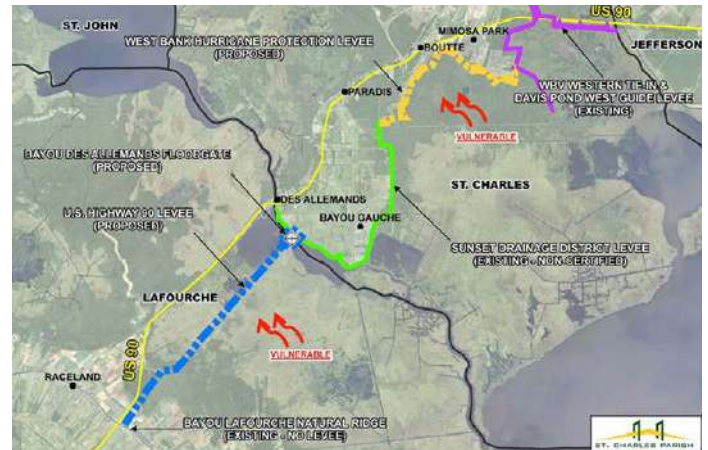 US 90
ST. JOHN
MIMOSA PARK
WEST BANK HURRICANE PROTECTION LEVEE
(PROPOSED)
BOUTTE
JEFFERSON
WBV WESTERN TIE-IN &
DAVIS POND WEST GUIDE LEVEE
(EXISTING)
PARADIS
VULNERABLE
BAYOU DES ALLEMANDS FLOODGATE
(PROPOSED)
ST. CHARLES
DES ALLEMANDS
U.S. HIGHWAY 90 LEVEE
(PROPOSED)
BAYOU GAUCHE
SUNSET DRAINAGE DISTRICT LEVEE
(EXISTING - NON-CERTIFIED)
LAFOURCHE
VULNERABLE
US 90
RACELAND
BAYOU LAFOURCHE NATURAL RIDGE
(EXISTING - NO LEVEE)
ST. CHARLES PARISH